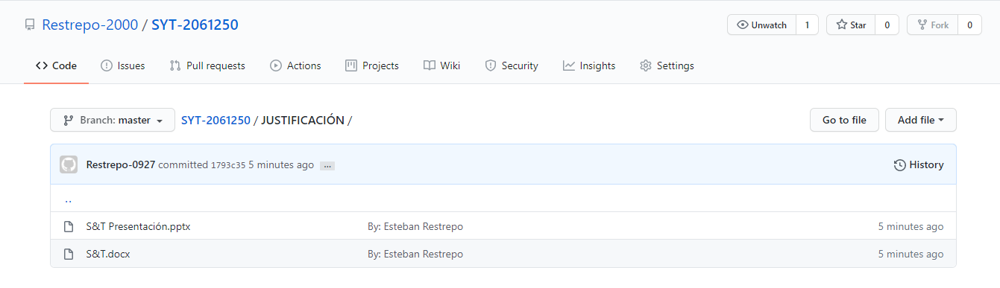 Restrepo-2000 / SYT-2061250
Unwatch 1 Star 0 Fork 0
Code Issues Pull requests Actions Projects Wiki Security Insights Settings
Branch: master SYT-2061250 / JUSTIFICACIÓN / Go to file Add file
Restrepo-0927 committed 1793c35 5 minutes ago ... History
..
S&T Presentación.pptx By: Esteban Restrepo 5 minutes ago
S&T.docx By: Esteban Restrepo 5 minutes ago